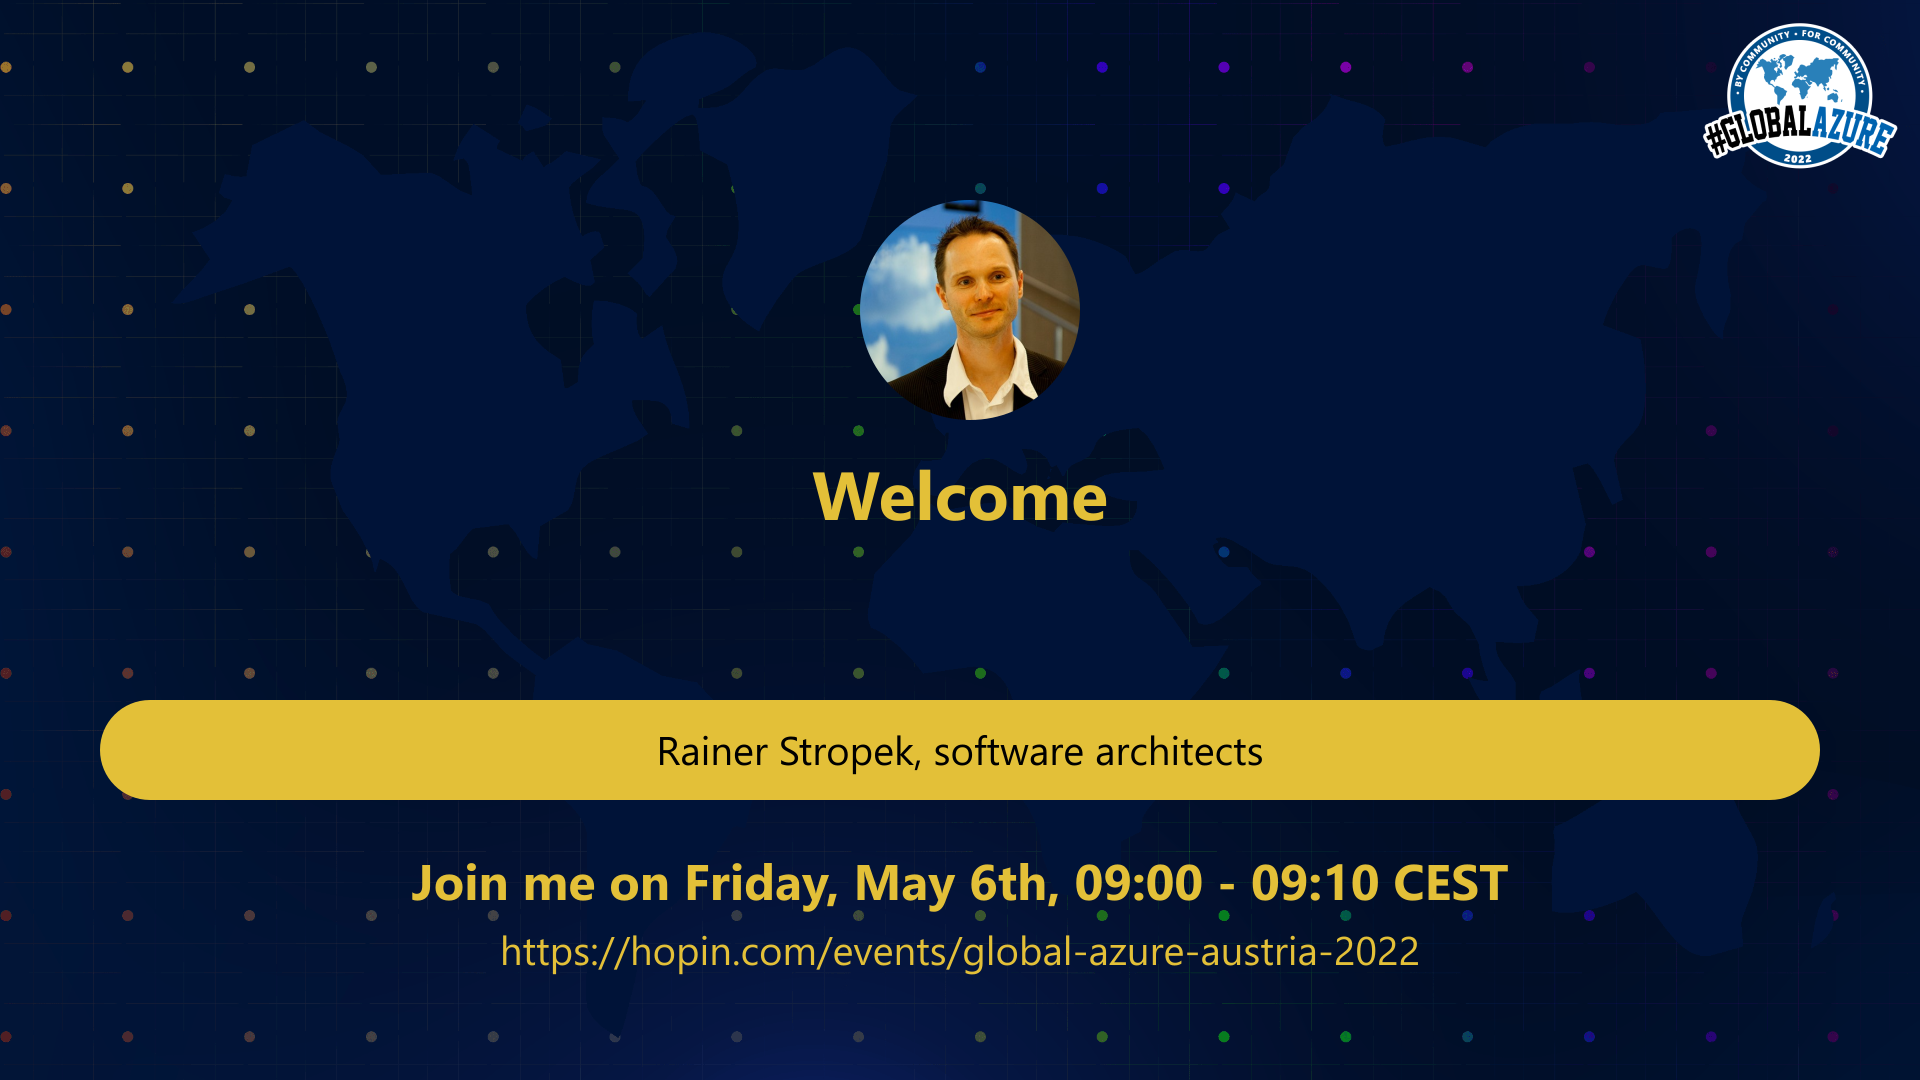 • BY COMMUNITY • FOR COMMUNITY •
#GLOBALAZURE
2022
Welcome
Rainer Stropek, software architects
Join me on Friday, May 6th, 09:00 - 09:10 CEST
https://hopin.com/events/global-azure-austria-2022